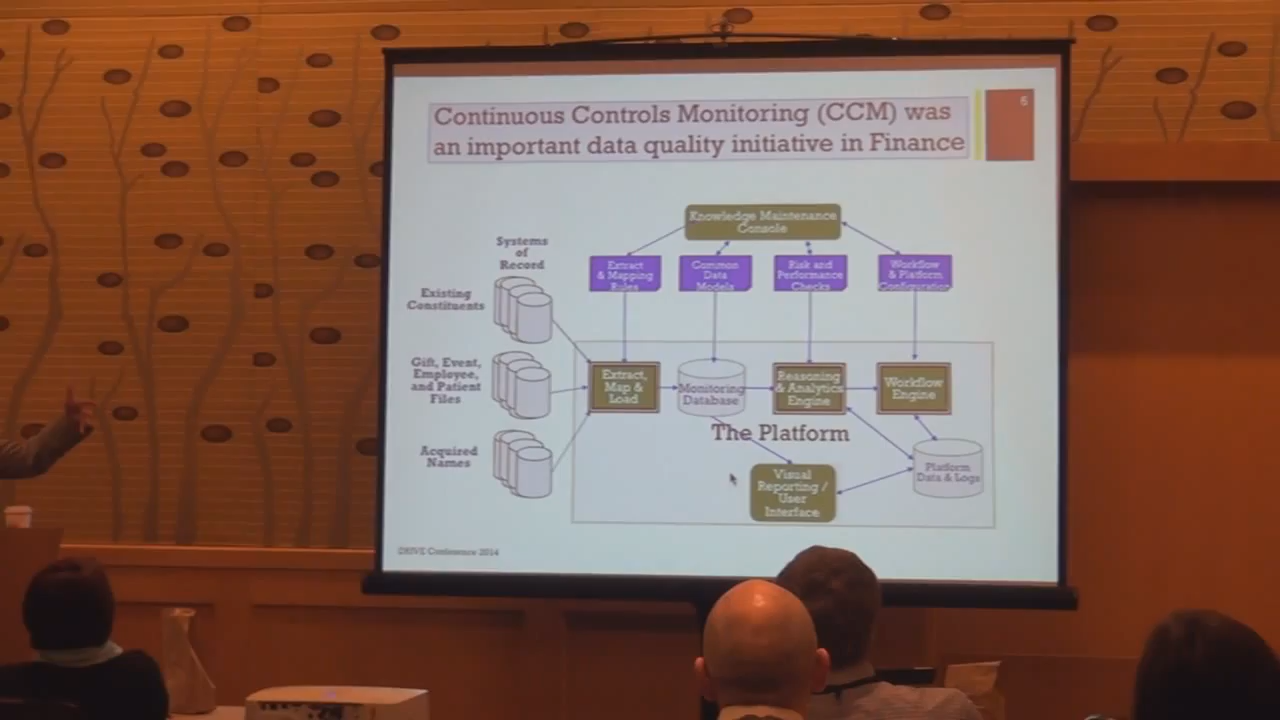 Continuous Controls Monitoring (CCM) was
an important data quality initiative in Finance
6
Knowledge Maintenance
Console
Systems
of
Record
Extract
& Mapping
Rules
Common
Data
Models
Risk and
Performance
Checks
Workflow
& Platform
Configuration
Existing
Constituents
Gift, Event,
Employee,
and Patient
Files
Extract,
Map &
Load
Monitoring
Database
Reasoning
& Analytics
Engine
Workflow
Engine
The Platform
Acquired
Names
Visual
Reporting /
User
Interface
Platform
Data & Logs
DRIVE Conference 2014